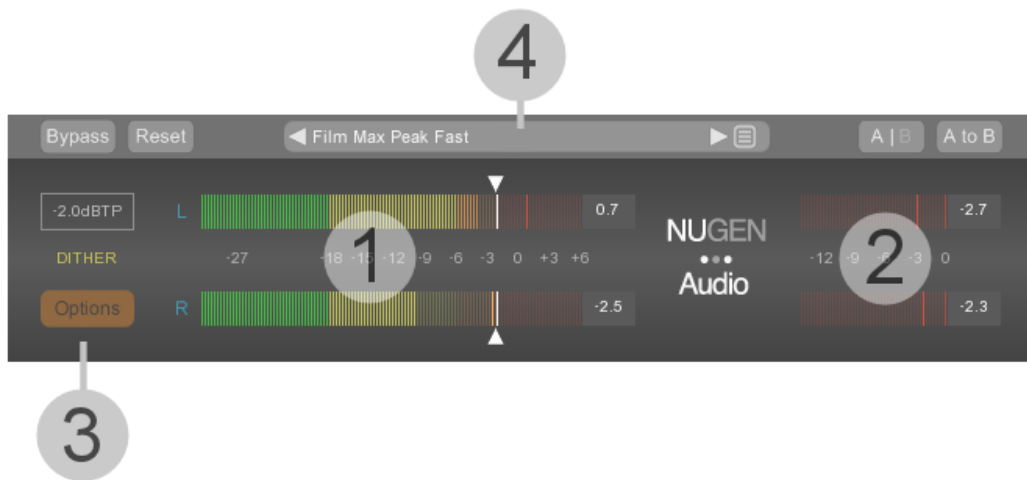 4
Bypass Reset ◀ Film Max Peak Fast ▶ A | B A to B
-2.0dBTP L 0.7 NUGEN -2.7
DITHER -27 -18 -15 -12 -9 -6 -3 0 +3 +6 Audio -12 -9 -6 -3 0
1 2
Options R -2.5 -2.3
3